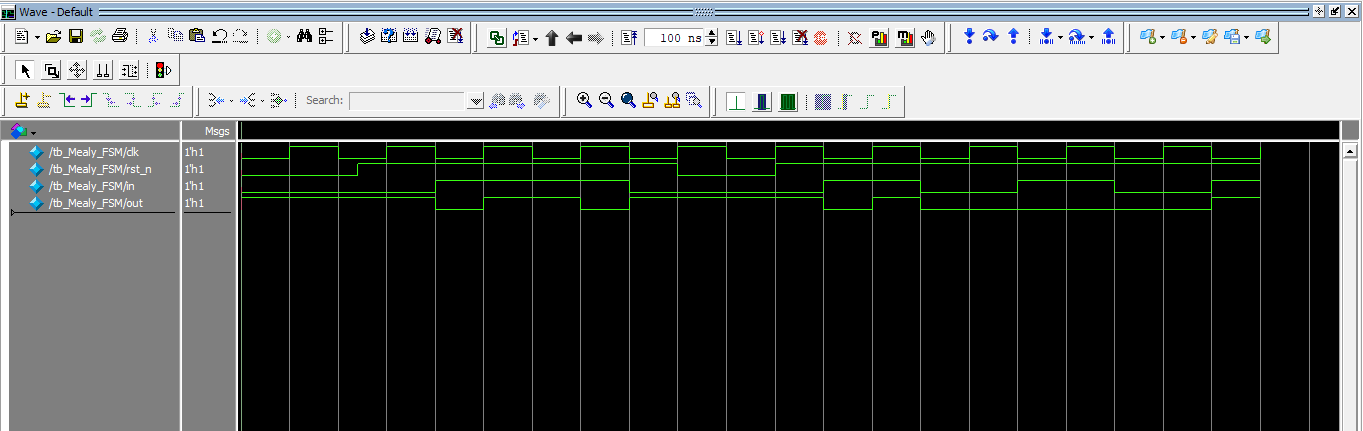 Wave - Default
100 ns
Search:
Msgs
/tb_Mealy_FSM/clk 1'h1
/tb_Mealy_FSM/rst_n 1'h1
/tb_Mealy_FSM/in 1'h1
/tb_Mealy_FSM/out 1'h1